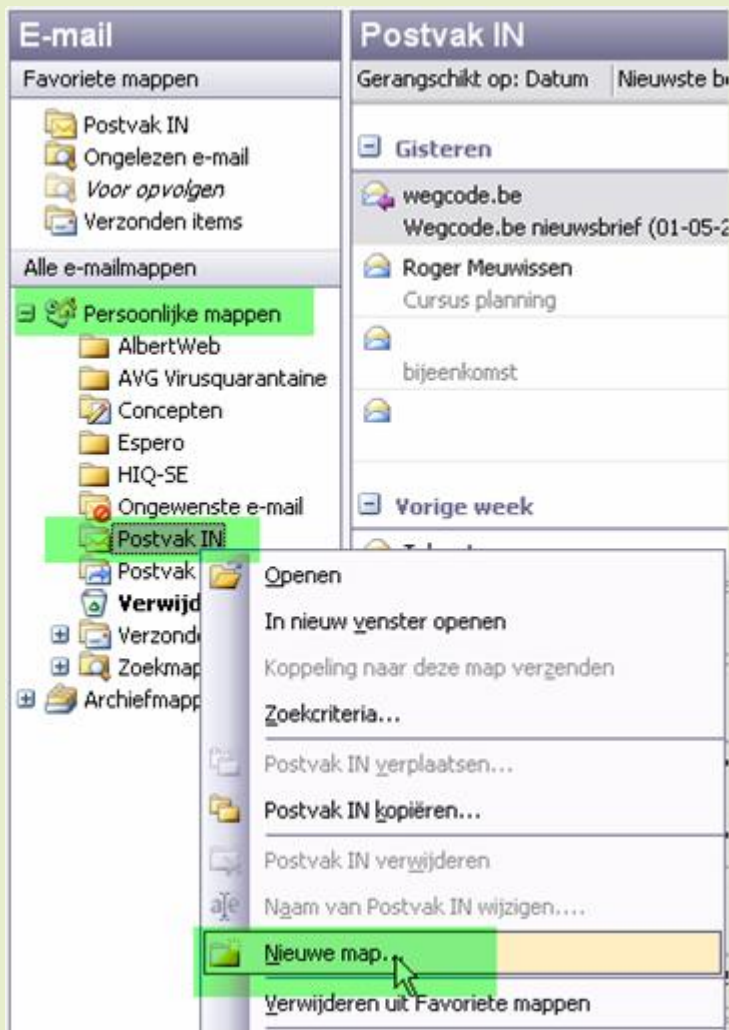 E-mail
Favoriete mappen
Postvak IN
Ongelezen e-mail
Voor opvolgen
Verzonden items
Alle e-mailmappen
Persoonlijke mappen
AlbertWeb
AVG Virusquarantaine
Concepten
Espero
HIQ-SE
Ongewenste e-mail
Postvak IN
Postvak
Verwijd
Verzond
Zoekmap
Archiefmapp
Postvak IN
Gerangschikt op: Datum Nieuwste b
Gisteren
wegcode.be
Wegcode.be nieuwsbrief (01-05-2
Roger Meuwissen
Cursus planning
bijeenkomst
Vorige week
Openen
In nieuw venster openen
Koppeling naar deze map verzenden
Zoekcriteria...
Postvak IN verplaatsen...
Postvak IN kopiëren...
Postvak IN verwijderen
Naam van Postvak IN wijzigen....
Nieuwe map...
Verwijderen uit Favoriete mappen